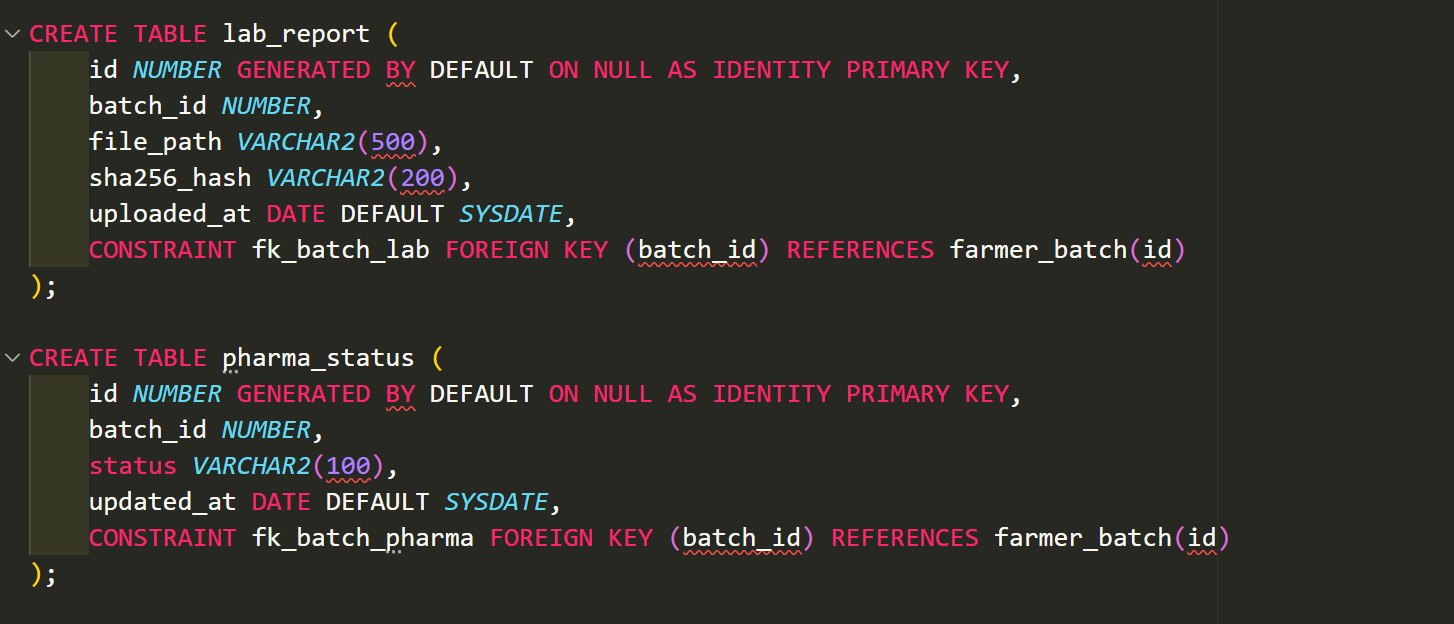 CREATE TABLE lab_report (
id NUMBER GENERATED BY DEFAULT ON NULL AS IDENTITY PRIMARY KEY,
batch_id NUMBER,
file_path VARCHAR2(500),
sha256_hash VARCHAR2(200),
uploaded_at DATE DEFAULT SYSDATE,
CONSTRAINT fk_batch_lab FOREIGN KEY (batch_id) REFERENCES farmer_batch(id)
);
CREATE TABLE pharma_status (
id NUMBER GENERATED BY DEFAULT ON NULL AS IDENTITY PRIMARY KEY,
batch_id NUMBER,
status VARCHAR2(100),
updated_at DATE DEFAULT SYSDATE,
CONSTRAINT fk_batch_pharma FOREIGN KEY (batch_id) REFERENCES farmer_batch(id)
);